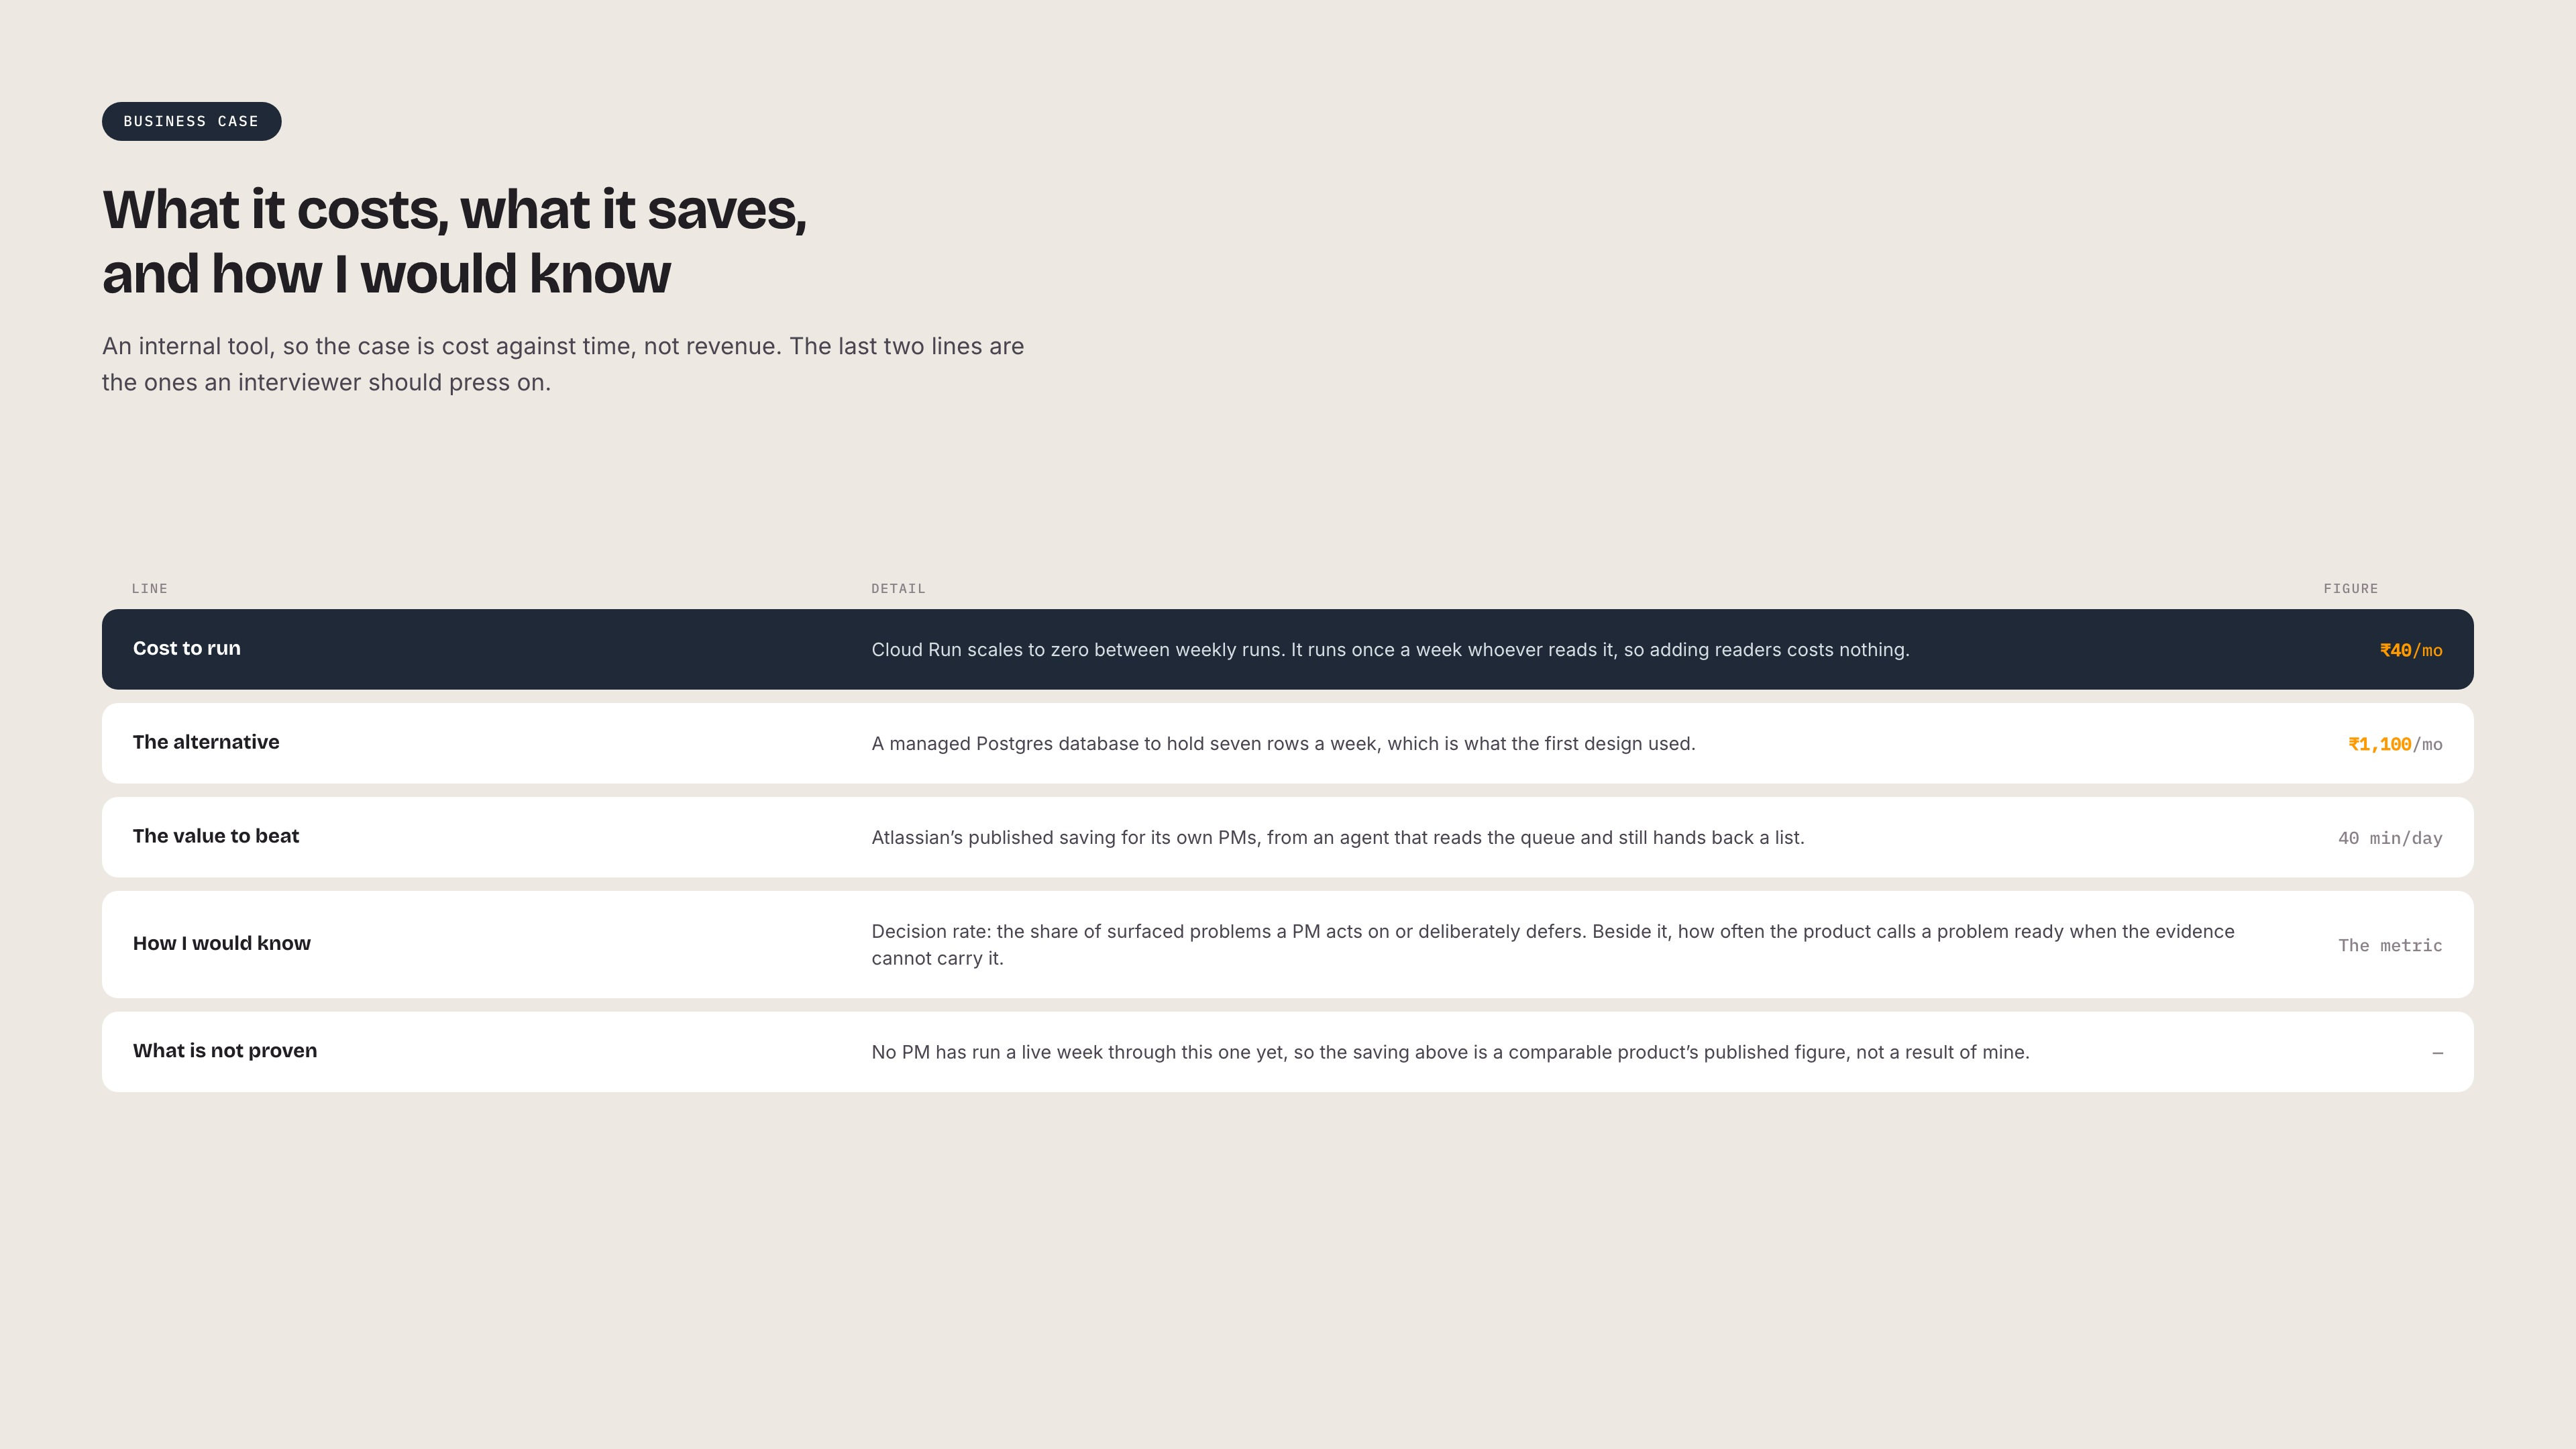 BUSINESS CASE
What it costs, what it saves,
and how I would know
An internal tool, so the case is cost against time, not revenue. The last two lines are
the ones an interviewer should press on.
LINE DETAIL FIGURE
Cost to run Cloud Run scales to zero between weekly runs. It runs once a week whoever reads it, so adding readers costs nothing. ₹40/mo
The alternative A managed Postgres database to hold seven rows a week, which is what the first design used. ₹1,100/mo
The value to beat Atlassian’s published saving for its own PMs, from an agent that reads the queue and still hands back a list. 40 min/day
How I would know Decision rate: the share of surfaced problems a PM acts on or deliberately defers. Beside it, how often the product calls a problem ready when the evidence
cannot carry it. The metric
What is not proven No PM has run a live week through this one yet, so the saving above is a comparable product’s published figure, not a result of mine. —